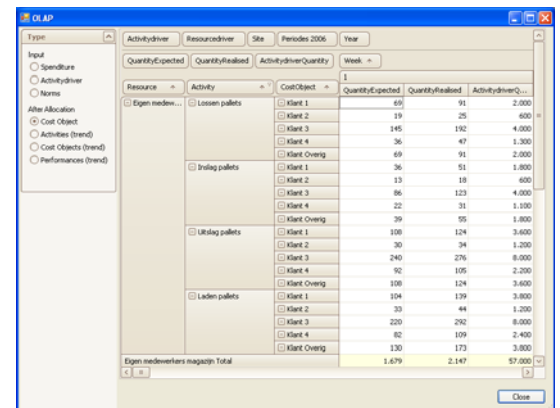 OLAP
Type
Input
Spenditure
Activitydriver
Norms
After Allocation
Cost Object
Activities (trend)
Cost Objects (trend)
Performances (trend)
Activitydriver Resourcedriver Site Periodes 2006 Year
QuantityExpected QuantityRealised ActivitydriverQuantity Week
1
Resource Activity CostObject QuantityExpected QuantityRealised ActivitydriverQ...
Eigen medew... Lossen pallets Klant 1 69 91 2.000
Klant 2 19 25 600
Klant 3 145 192 4.000
Klant 4 36 47 1.300
Klant Overig 69 91 2.000
Inslag pallets Klant 1 36 51 1.800
Klant 2 13 18 600
Klant 3 86 123 4.000
Klant 4 22 31 1.100
Klant Overig 39 55 1.800
Uitslag pallets Klant 1 108 124 3.600
Klant 2 30 34 1.200
Klant 3 240 276 8.000
Klant 4 92 105 2.200
Klant Overig 108 124 3.600
Laden pallets Klant 1 104 139 3.800
Klant 2 33 44 1.200
Klant 3 220 292 8.000
Klant 4 82 109 2.400
Klant Overig 130 173 3.800
Eigen medewerkers magazijn Total 1.679 2.147 57.000
Close